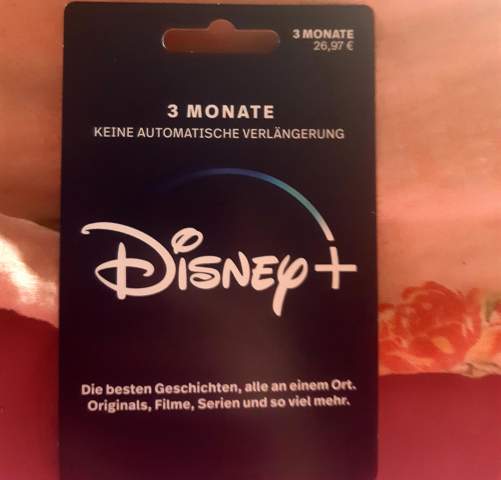 3 MONATE
26,97 €
3 MONATE
KEINE AUTOMATISCHE VERLÄNGERUNG
Disney+
Die besten Geschichten, alle an einem Ort.
Originals, Filme, Serien und so viel mehr.